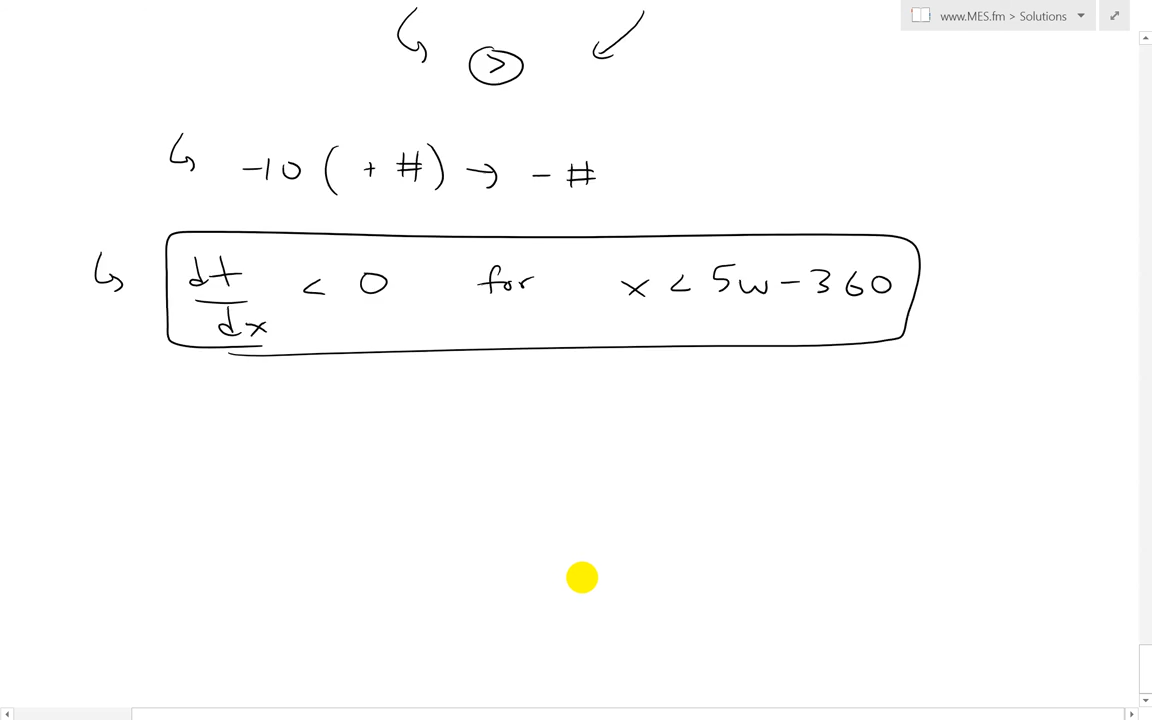 www.MES.fm > Solutions
>
-10 ( + # ) → - #
dt/dx < 0 for x < 5w - 360